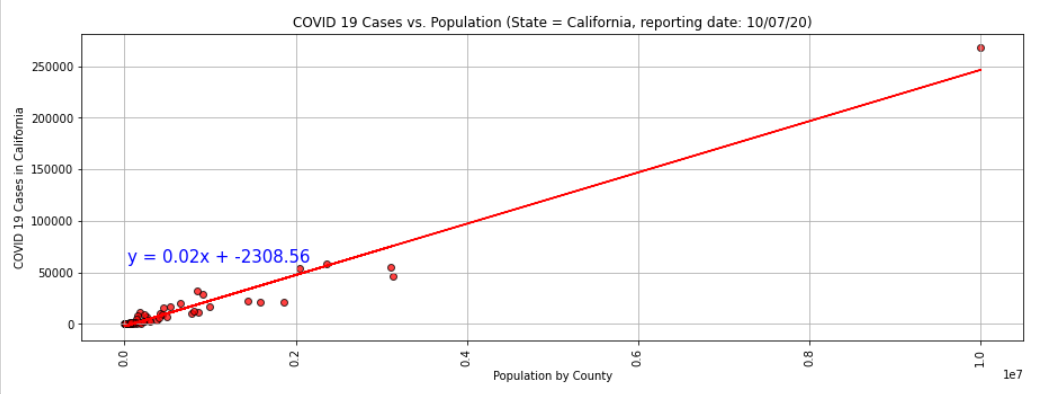 COVID 19 Cases vs. Population (State = California, reporting date: 10/07/20)
COVID 19 Cases in California
250000
200000
150000
100000
50000
0
y = 0.02x + -2308.56
0.0
0.2
0.4
0.6
0.8
1.0
1e7
Population by County